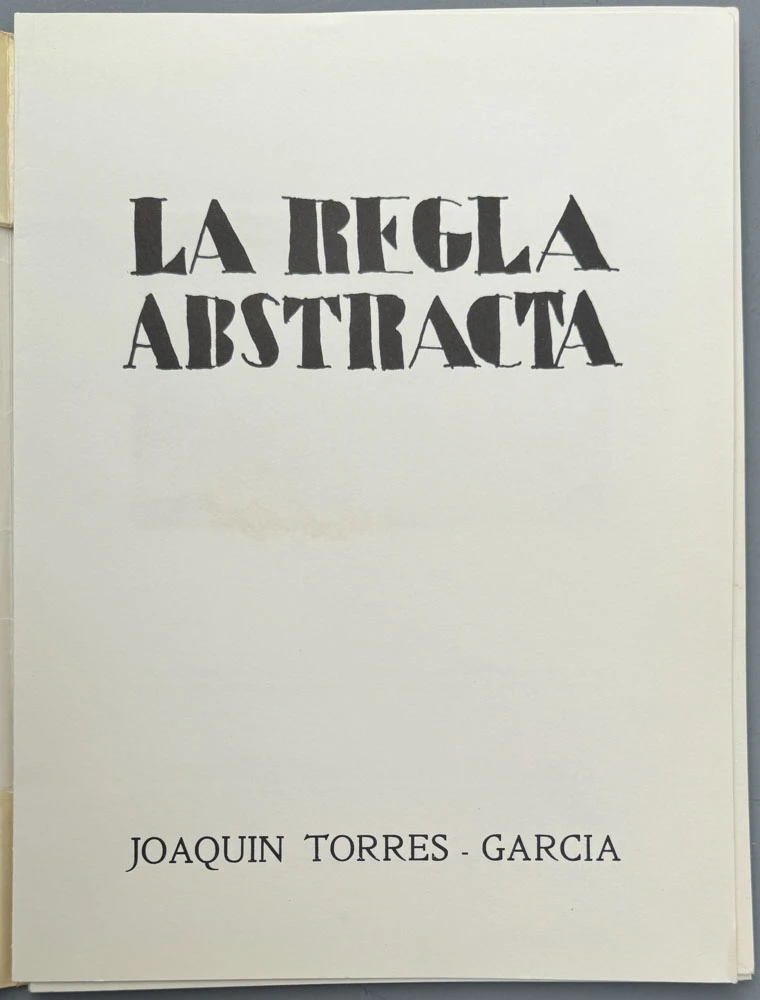 LA REGLA
ABSTRACTA
JOAQUIN TORRES - GARCIA